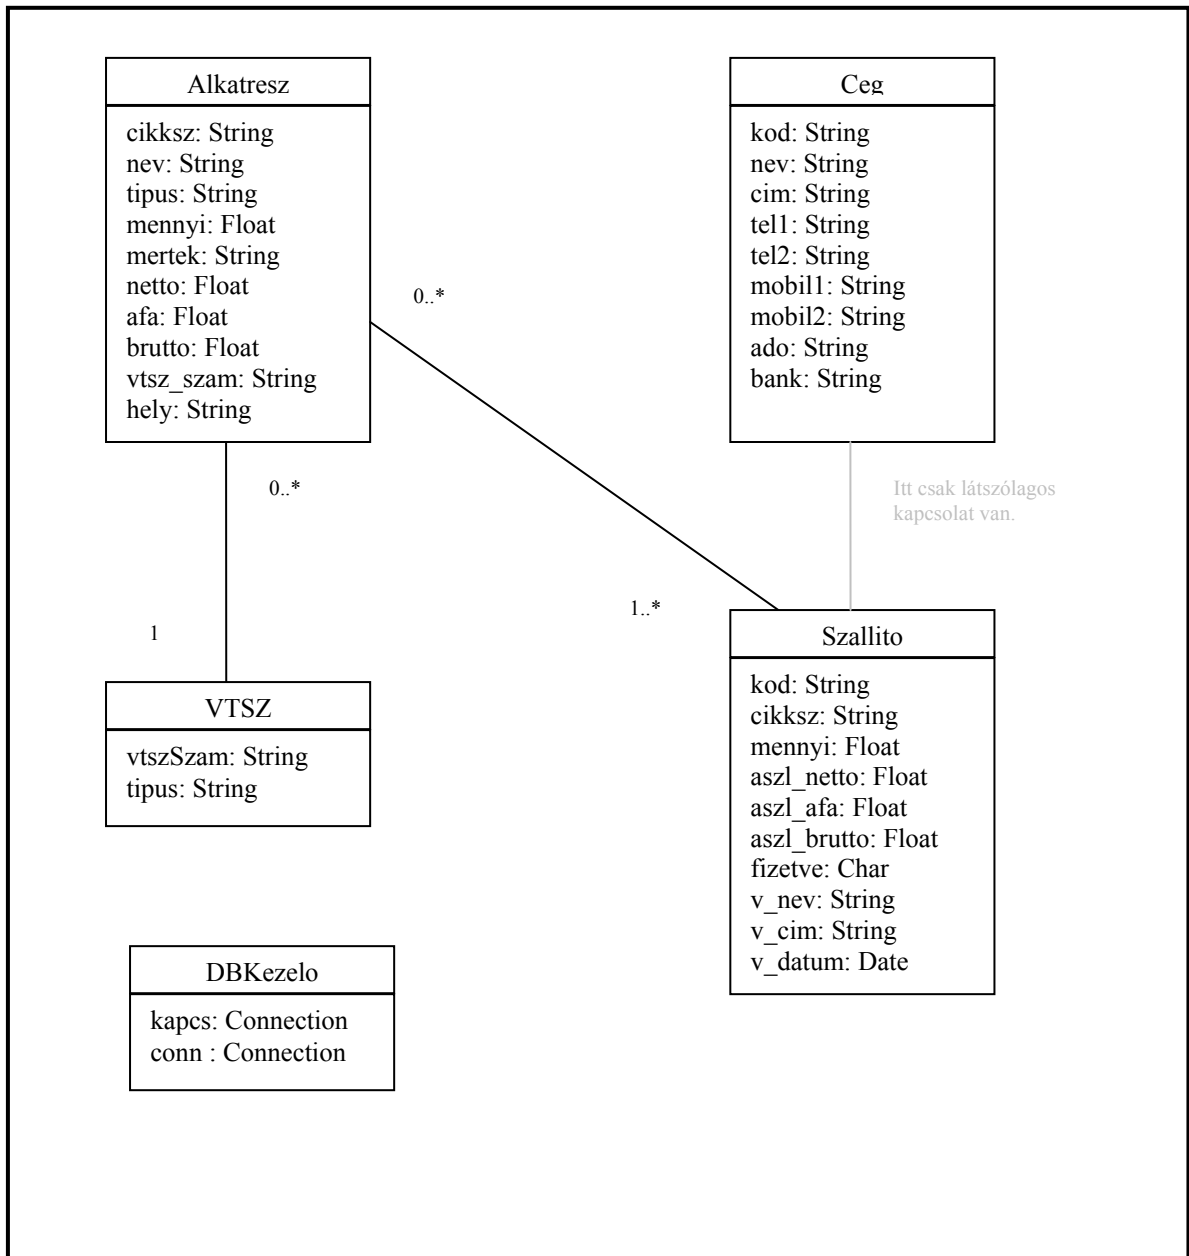 Alkatresz
cikksz: String
nev: String
tipus: String
mennyi: Float
mertek: String
netto: Float
afa: Float
brutto: Float
vtsz_szam: String
hely: String
Ceg
kod: String
nev: String
cim: String
tel1: String
tel2: String
mobil1: String
mobil2: String
ado: String
bank: String
0..*
0..*
Itt csak látszólagos
kapcsolat van.
1..*
1
VTSZ
vtszSzam: String
tipus: String
Szallito
kod: String
cikksz: String
mennyi: Float
aszl_netto: Float
aszl_afa: Float
aszl_brutto: Float
fizetve: Char
v_nev: String
v_cim: String
v_datum: Date
DBKezelo
kapcs: Connection
conn : Connection